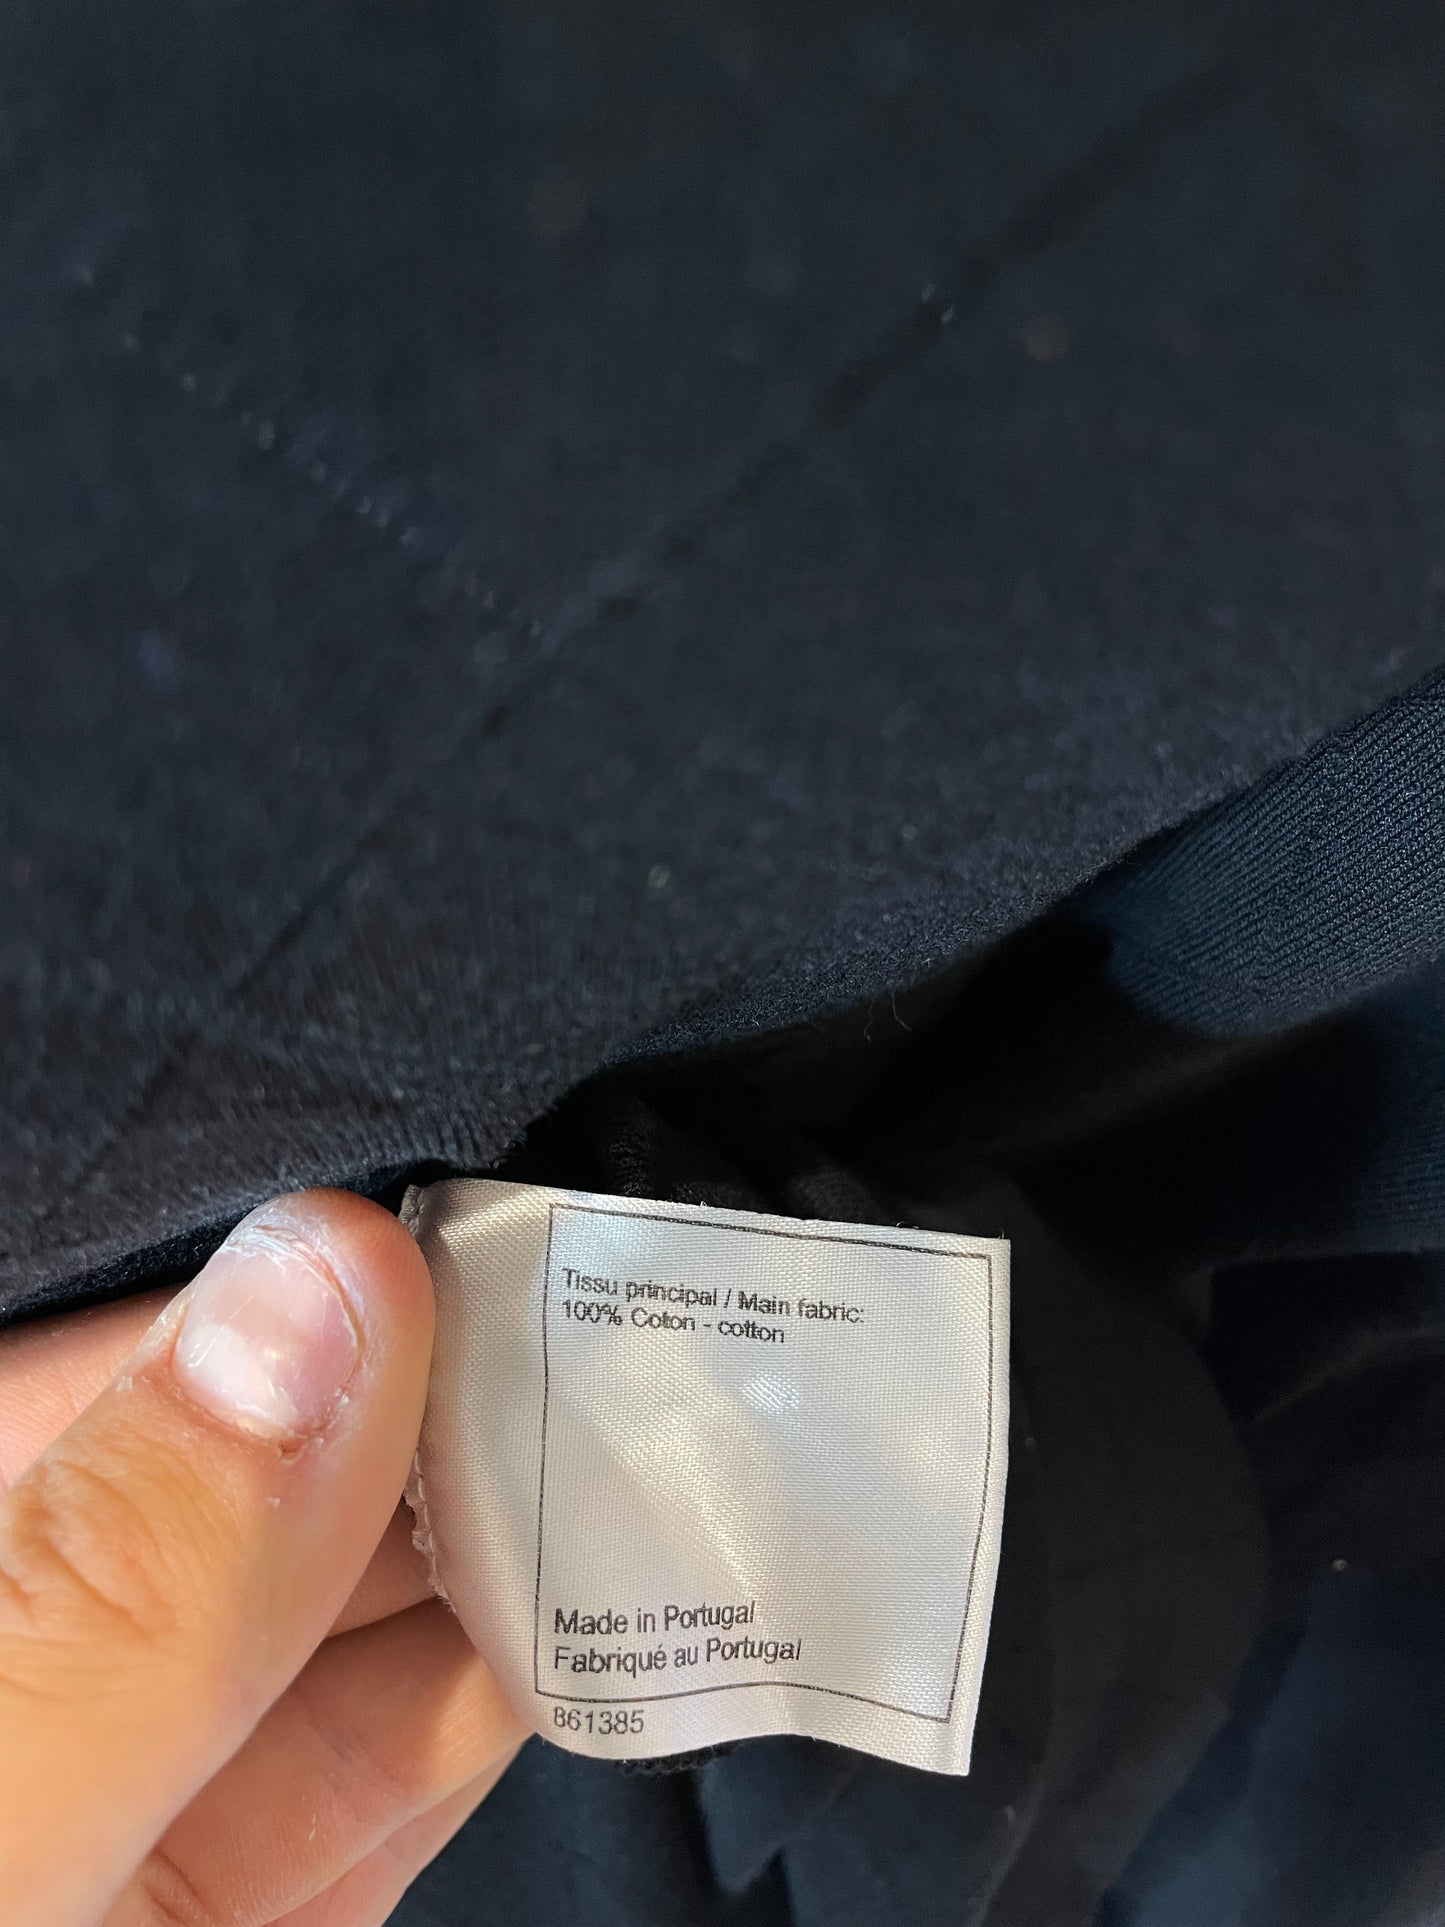 Tissu principal / Main fabric:
100% Coton - cotton
Made in Portugal
Fabriqué au Portugal
861385